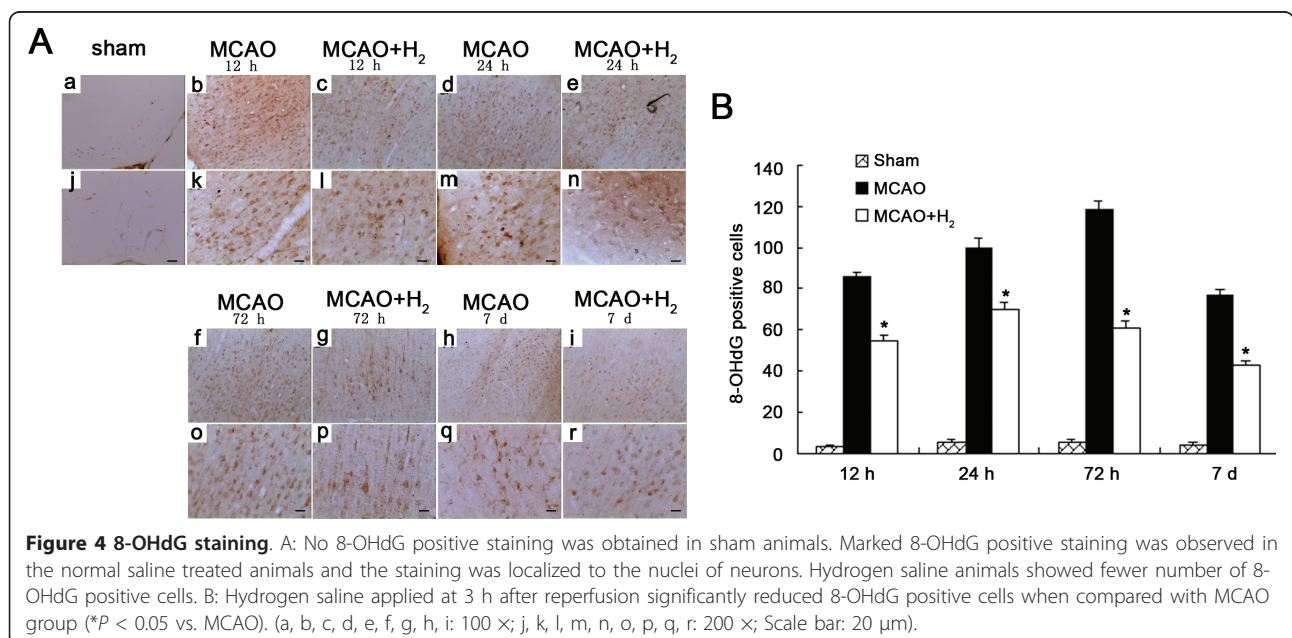 A
sham
MCAO
12 h
MCAO+H₂
12 h
MCAO
24 h
MCAO+H₂
24 h
a
b
c
d
e
j
k
l
m
n
MCAO
72 h
MCAO+H₂
72 h
MCAO
7 d
MCAO+H₂
7 d
f
g
h
i
o
p
q
r
B
Sham
MCAO
MCAO+H₂
8-OHdG positive cells
140
120
100
80
60
40
20
0
*
*
*
*
12 h
24 h
72 h
7 d
Figure 4 8-OHdG staining. A: No 8-OHdG positive staining was obtained in sham animals. Marked 8-OHdG positive staining was observed in
the normal saline treated animals and the staining was localized to the nuclei of neurons. Hydrogen saline animals showed fewer number of 8-
OHdG positive cells. B: Hydrogen saline applied at 3 h after reperfusion significantly reduced 8-OHdG positive cells when compared with MCAO
group (*P < 0.05 vs. MCAO). (a, b, c, d, e, f, g, h, i: 100 ×; j, k, l, m, n, o, p, q, r: 200 ×; Scale bar: 20 μm).